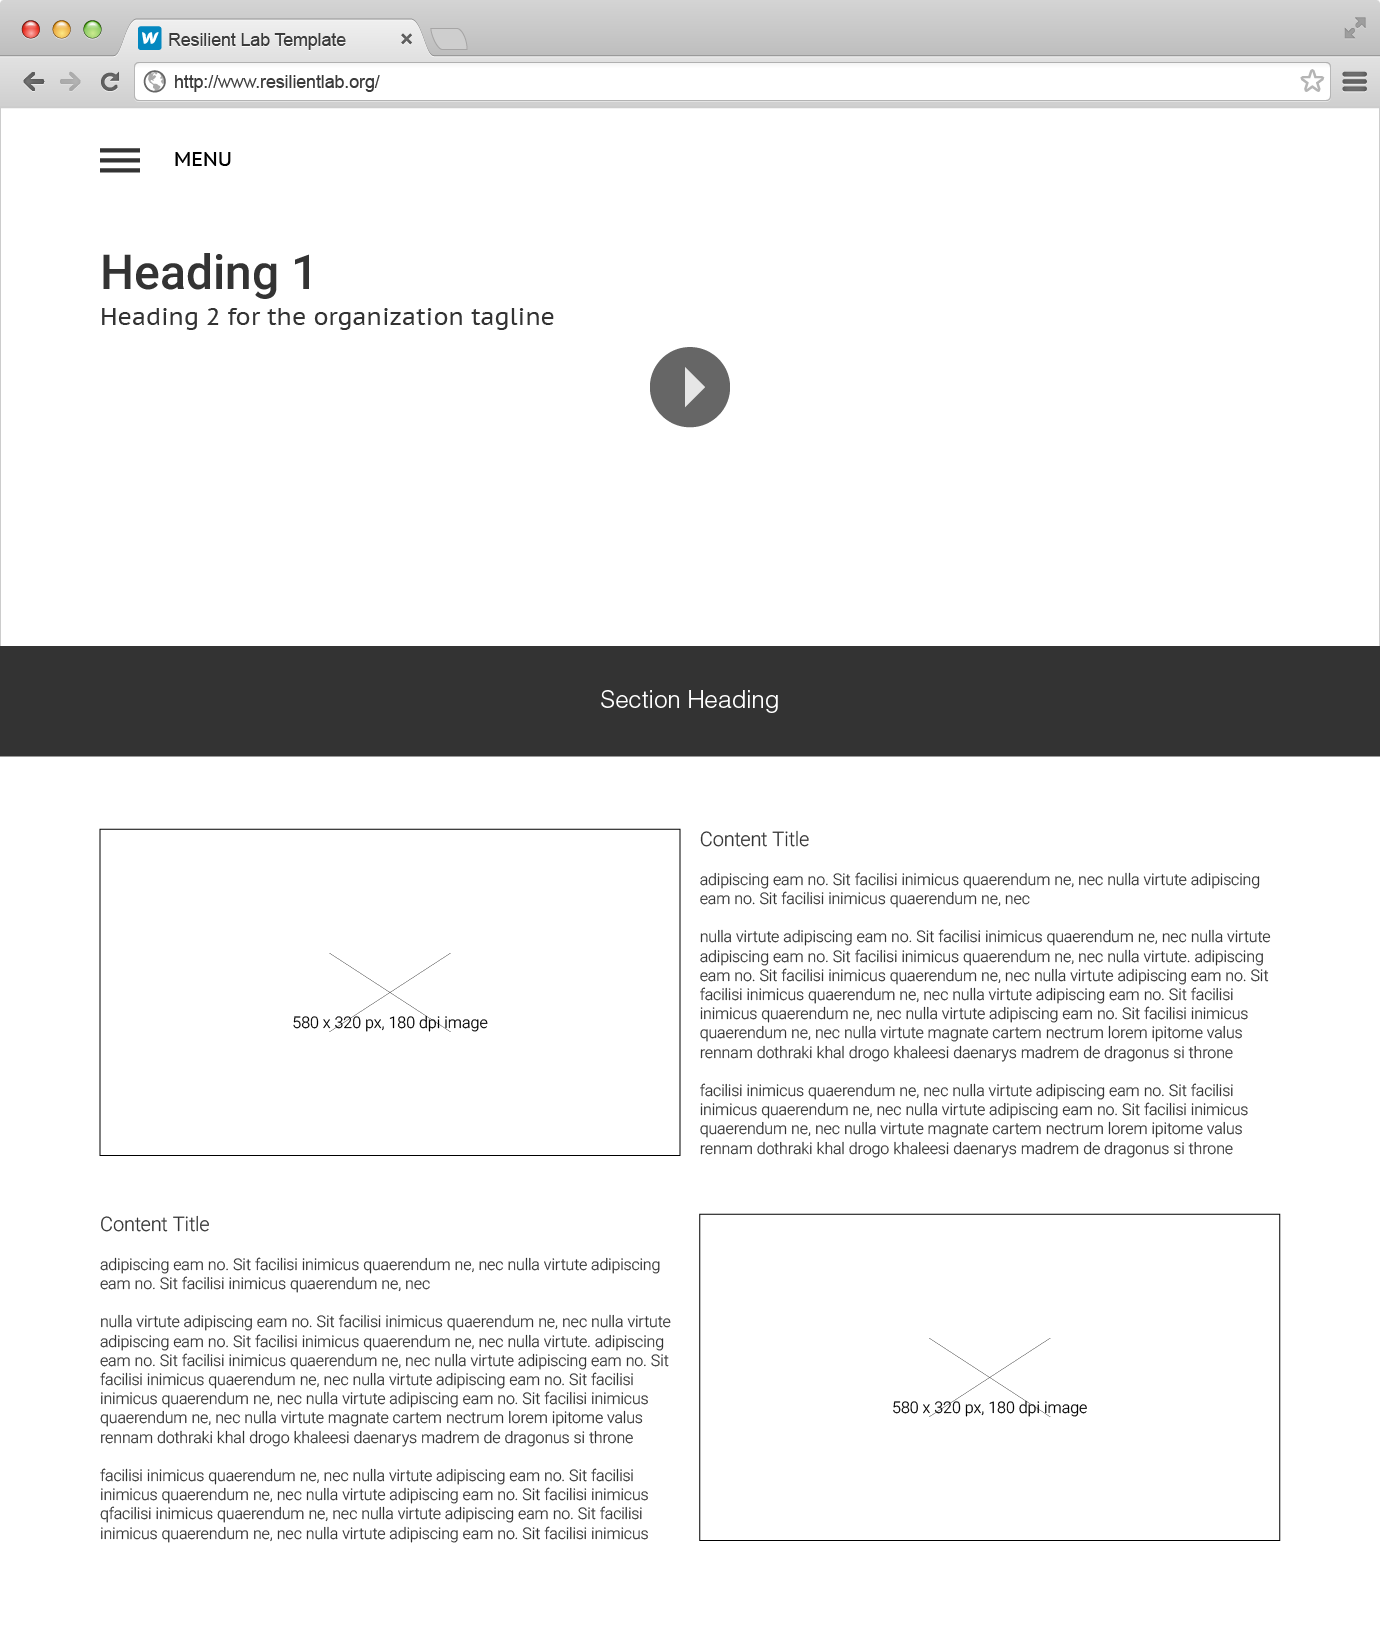 Resilient Lab Template
http://www.resilientlab.org/
MENU
Heading 1
Heading 2 for the organization tagline
Section Heading
580 x 320 px, 180 dpi image
Content Title
adipiscing eam no. Sit facilisi inimicus quaerendum ne, nec nulla virtute adipiscing
eam no. Sit facilisi inimicus quaerendum ne, nec
nulla virtute adipiscing eam no. Sit facilisi inimicus quaerendum ne, nec nulla virtute
adipiscing eam no. Sit facilisi inimicus quaerendum ne, nec nulla virtute. adipiscing
eam no. Sit facilisi inimicus quaerendum ne, nec nulla virtute adipiscing eam no. Sit
facilisi inimicus quaerendum ne, nec nulla virtute adipiscing eam no. Sit facilisi
inimicus quaerendum ne, nec nulla virtute adipiscing eam no. Sit facilisi inimicus
quaerendum ne, nec nulla virtute magnate cartem nectrum lorem ipitome valus
rennam dothraki khal drogo khaleesi daenarys madrem de dragonus si throne
facilisi inimicus quaerendum ne, nec nulla virtute adipiscing eam no. Sit facilisi
inimicus quaerendum ne, nec nulla virtute adipiscing eam no. Sit facilisi inimicus
quaerendum ne, nec nulla virtute magnate cartem nectrum lorem ipitome valus
rennam dothraki khal drogo khaleesi daenarys madrem de dragonus si throne
Content Title
adipiscing eam no. Sit facilisi inimicus quaerendum ne, nec nulla virtute adipiscing
eam no. Sit facilisi inimicus quaerendum ne, nec
nulla virtute adipiscing eam no. Sit facilisi inimicus quaerendum ne, nec nulla virtute
adipiscing eam no. Sit facilisi inimicus quaerendum ne, nec nulla virtute. adipiscing
eam no. Sit facilisi inimicus quaerendum ne, nec nulla virtute adipiscing eam no. Sit
facilisi inimicus quaerendum ne, nec nulla virtute adipiscing eam no. Sit facilisi
inimicus quaerendum ne, nec nulla virtute adipiscing eam no. Sit facilisi inimicus
quaerendum ne, nec nulla virtute magnate cartem nectrum lorem ipitome valus
rennam dothraki khal drogo khaleesi daenarys madrem de dragonus si throne
facilisi inimicus quaerendum ne, nec nulla virtute adipiscing eam no. Sit facilisi
inimicus quaerendum ne, nec nulla virtute adipiscing eam no. Sit facilisi inimicus
qfacilisi inimicus quaerendum ne, nec nulla virtute adipiscing eam no. Sit facilisi
inimicus quaerendum ne, nec nulla virtute adipiscing eam no. Sit facilisi inimicus
580 x 320 px, 180 dpi image